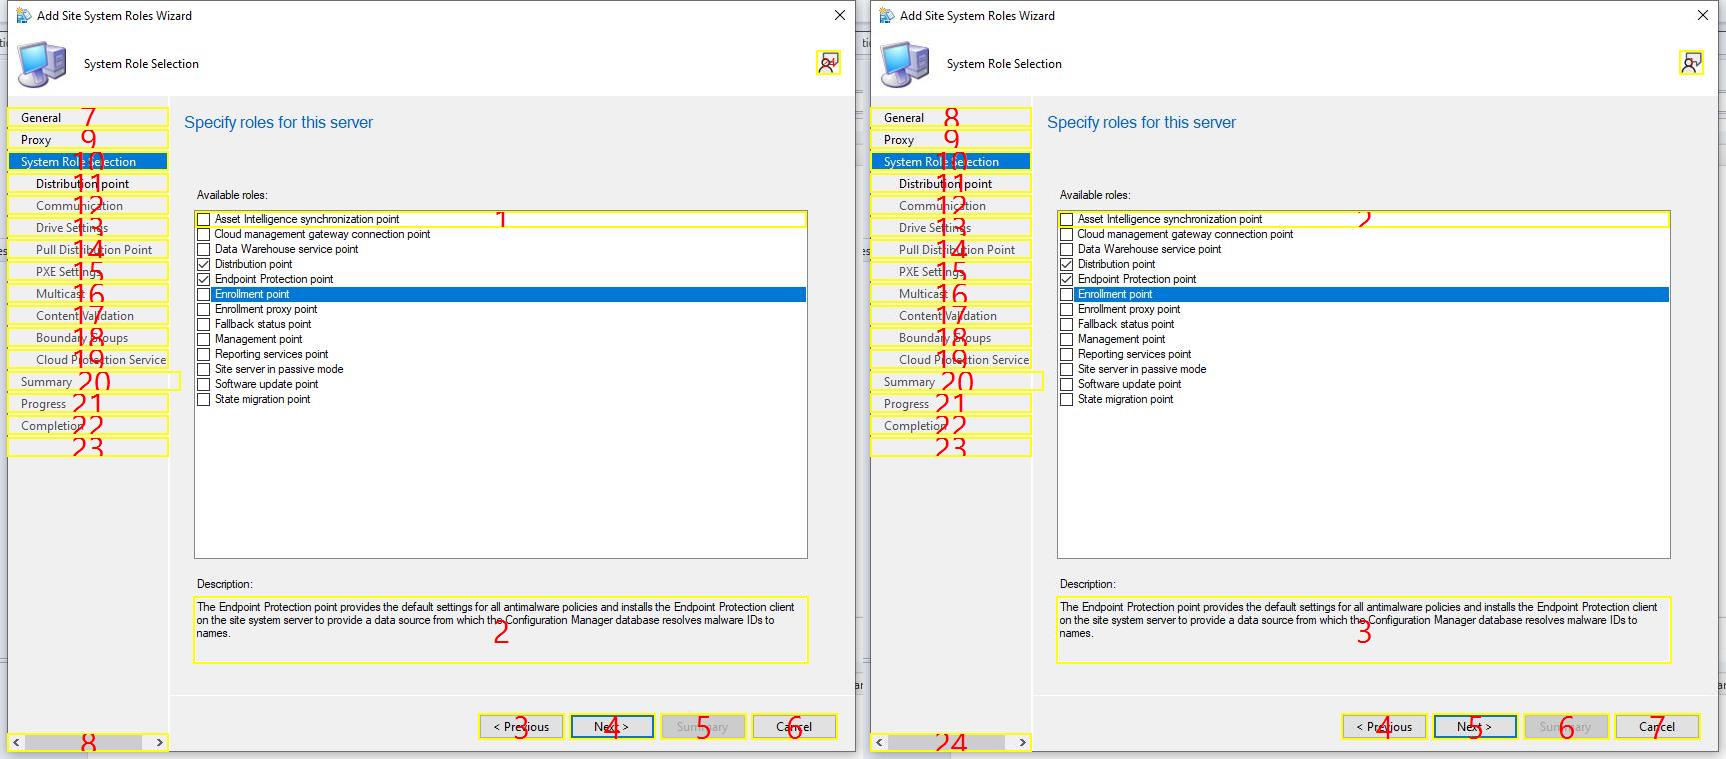 Add Site System Roles Wizard
System Role Selection
General 7
Proxy 9
System Role Selection 10
Distribution point 11
Communication 12
Drive Settings 13
Pull Distribution Point 14
PXE Settings 15
Multicast 16
Content Validation 17
Boundary Groups 18
Cloud Protection Service 19
Summary 20
Progress 21
Completion 22
23
8
Specify roles for this server
Available roles:
Asset Intelligence synchronization point 1
Cloud management gateway connection point
Data Warehouse service point
Distribution point
Endpoint Protection point
Enrollment point
Enrollment proxy point
Fallback status point
Management point
Reporting services point
Site server in passive mode
Software update point
State migration point
Description:
The Endpoint Protection point provides the default settings for all antimalware policies and installs the Endpoint Protection client
on the site system server to provide a data source from which the Configuration Manager database resolves malware IDs to
names.
2
< Previous 3
Next > 4
Summary 5
Cancel 6
Add Site System Roles Wizard
System Role Selection
General 8
Proxy 9
System Role Selection 10
Distribution point 11
Communication 12
Drive Settings 13
Pull Distribution Point 14
PXE Settings 15
Multicast 16
Content Validation 17
Boundary Groups 18
Cloud Protection Service 19
Summary 20
Progress 21
Completion 22
23
24
Specify roles for this server
Available roles:
Asset Intelligence synchronization point 2
Cloud management gateway connection point
Data Warehouse service point
Distribution point
Endpoint Protection point
Enrollment point
Enrollment proxy point
Fallback status point
Management point
Reporting services point
Site server in passive mode
Software update point
State migration point
Description:
The Endpoint Protection point provides the default settings for all antimalware policies and installs the Endpoint Protection client
on the site system server to provide a data source from which the Configuration Manager database resolves malware IDs to
names.
3
< Previous 4
Next > 5
Summary 6
Cancel 7